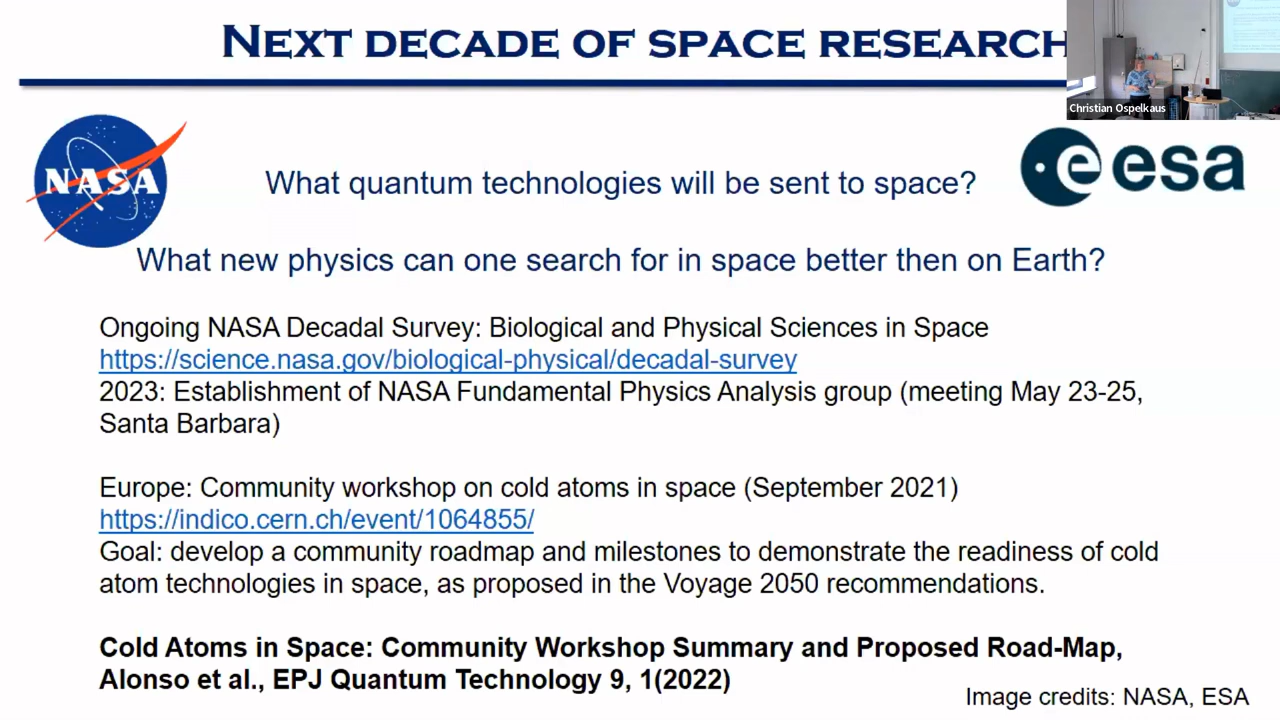 NEXT DECADE OF SPACE RESEARCH
Christian Ospelkaus
NASA
esa
What quantum technologies will be sent to space?
What new physics can one search for in space better then on Earth?
Ongoing NASA Decadal Survey: Biological and Physical Sciences in Space
https://science.nasa.gov/biological-physical/decadal-survey
2023: Establishment of NASA Fundamental Physics Analysis group (meeting May 23-25,
Santa Barbara)
Europe: Community workshop on cold atoms in space (September 2021)
https://indico.cern.ch/event/1064855/
Goal: develop a community roadmap and milestones to demonstrate the readiness of cold
atom technologies in space, as proposed in the Voyage 2050 recommendations.
Cold Atoms in Space: Community Workshop Summary and Proposed Road-Map,
Alonso et al., EPJ Quantum Technology 9, 1(2022)
Image credits: NASA, ESA